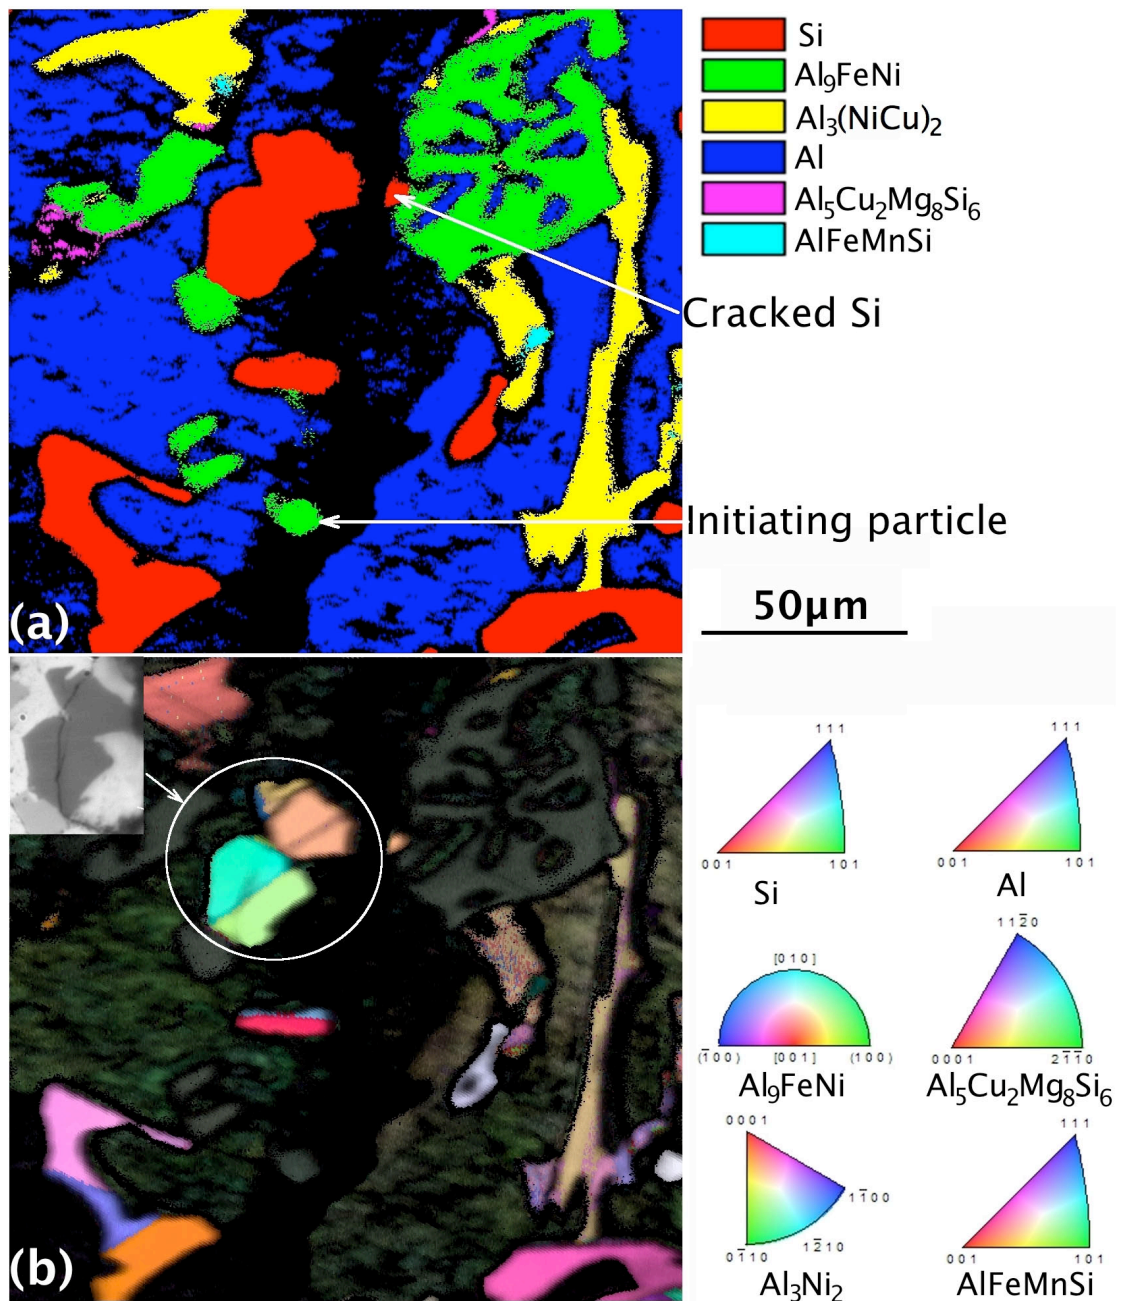 Si
Al₉FeNi
Al₃(NiCu)₂
Al
Al₅Cu₂Mg₈Si₆
AlFeMnSi
Cracked Si
Initiating particle
(a)
50µm
111
111
001
101
001
101
Si
Al
[010]
112̄0
(1̄00)
[001]
(100)
0001
21̄1̄0
Al₉FeNi
Al₅Cu₂Mg₈Si₆
0001
111
11̄00
01̄10
12̄10
001
101
(b)
Al₃Ni₂
AlFeMnSi